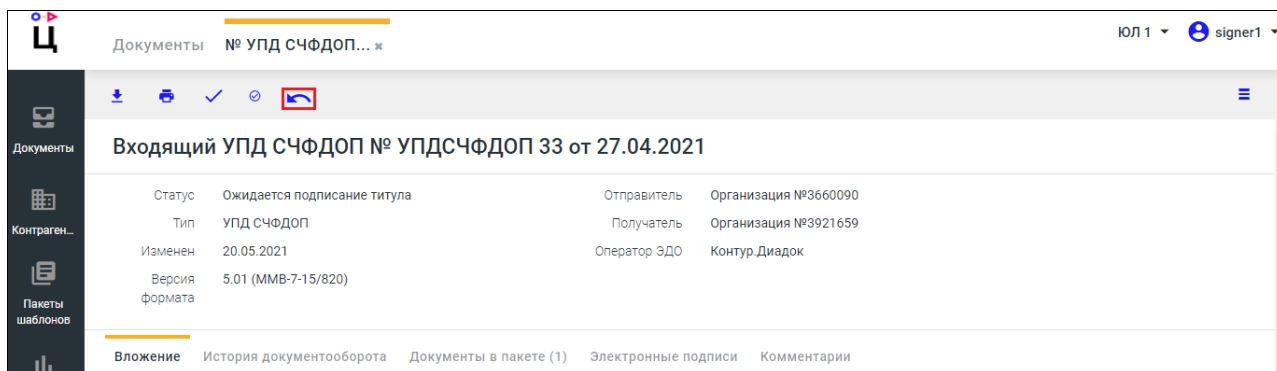 Ц
Документы № УПД СЧФДОП... ×
ЮЛ 1 signer1
Документы
Контраген...
Пакеты
шаблонов
Входящий УПД СЧФДОП № УПДСЧФДОП 33 от 27.04.2021
Статус Ожидается подписание титула
Отправитель Организация №3660090
Тип УПД СЧФДОП
Получатель Организация №3921659
Изменен 20.05.2021
Оператор ЭДО Контур.Диадок
Версия формата 5.01 (ММВ-7-15/820)
Вложение История документооборота Документы в пакете (1) Электронные подписи Комментарии